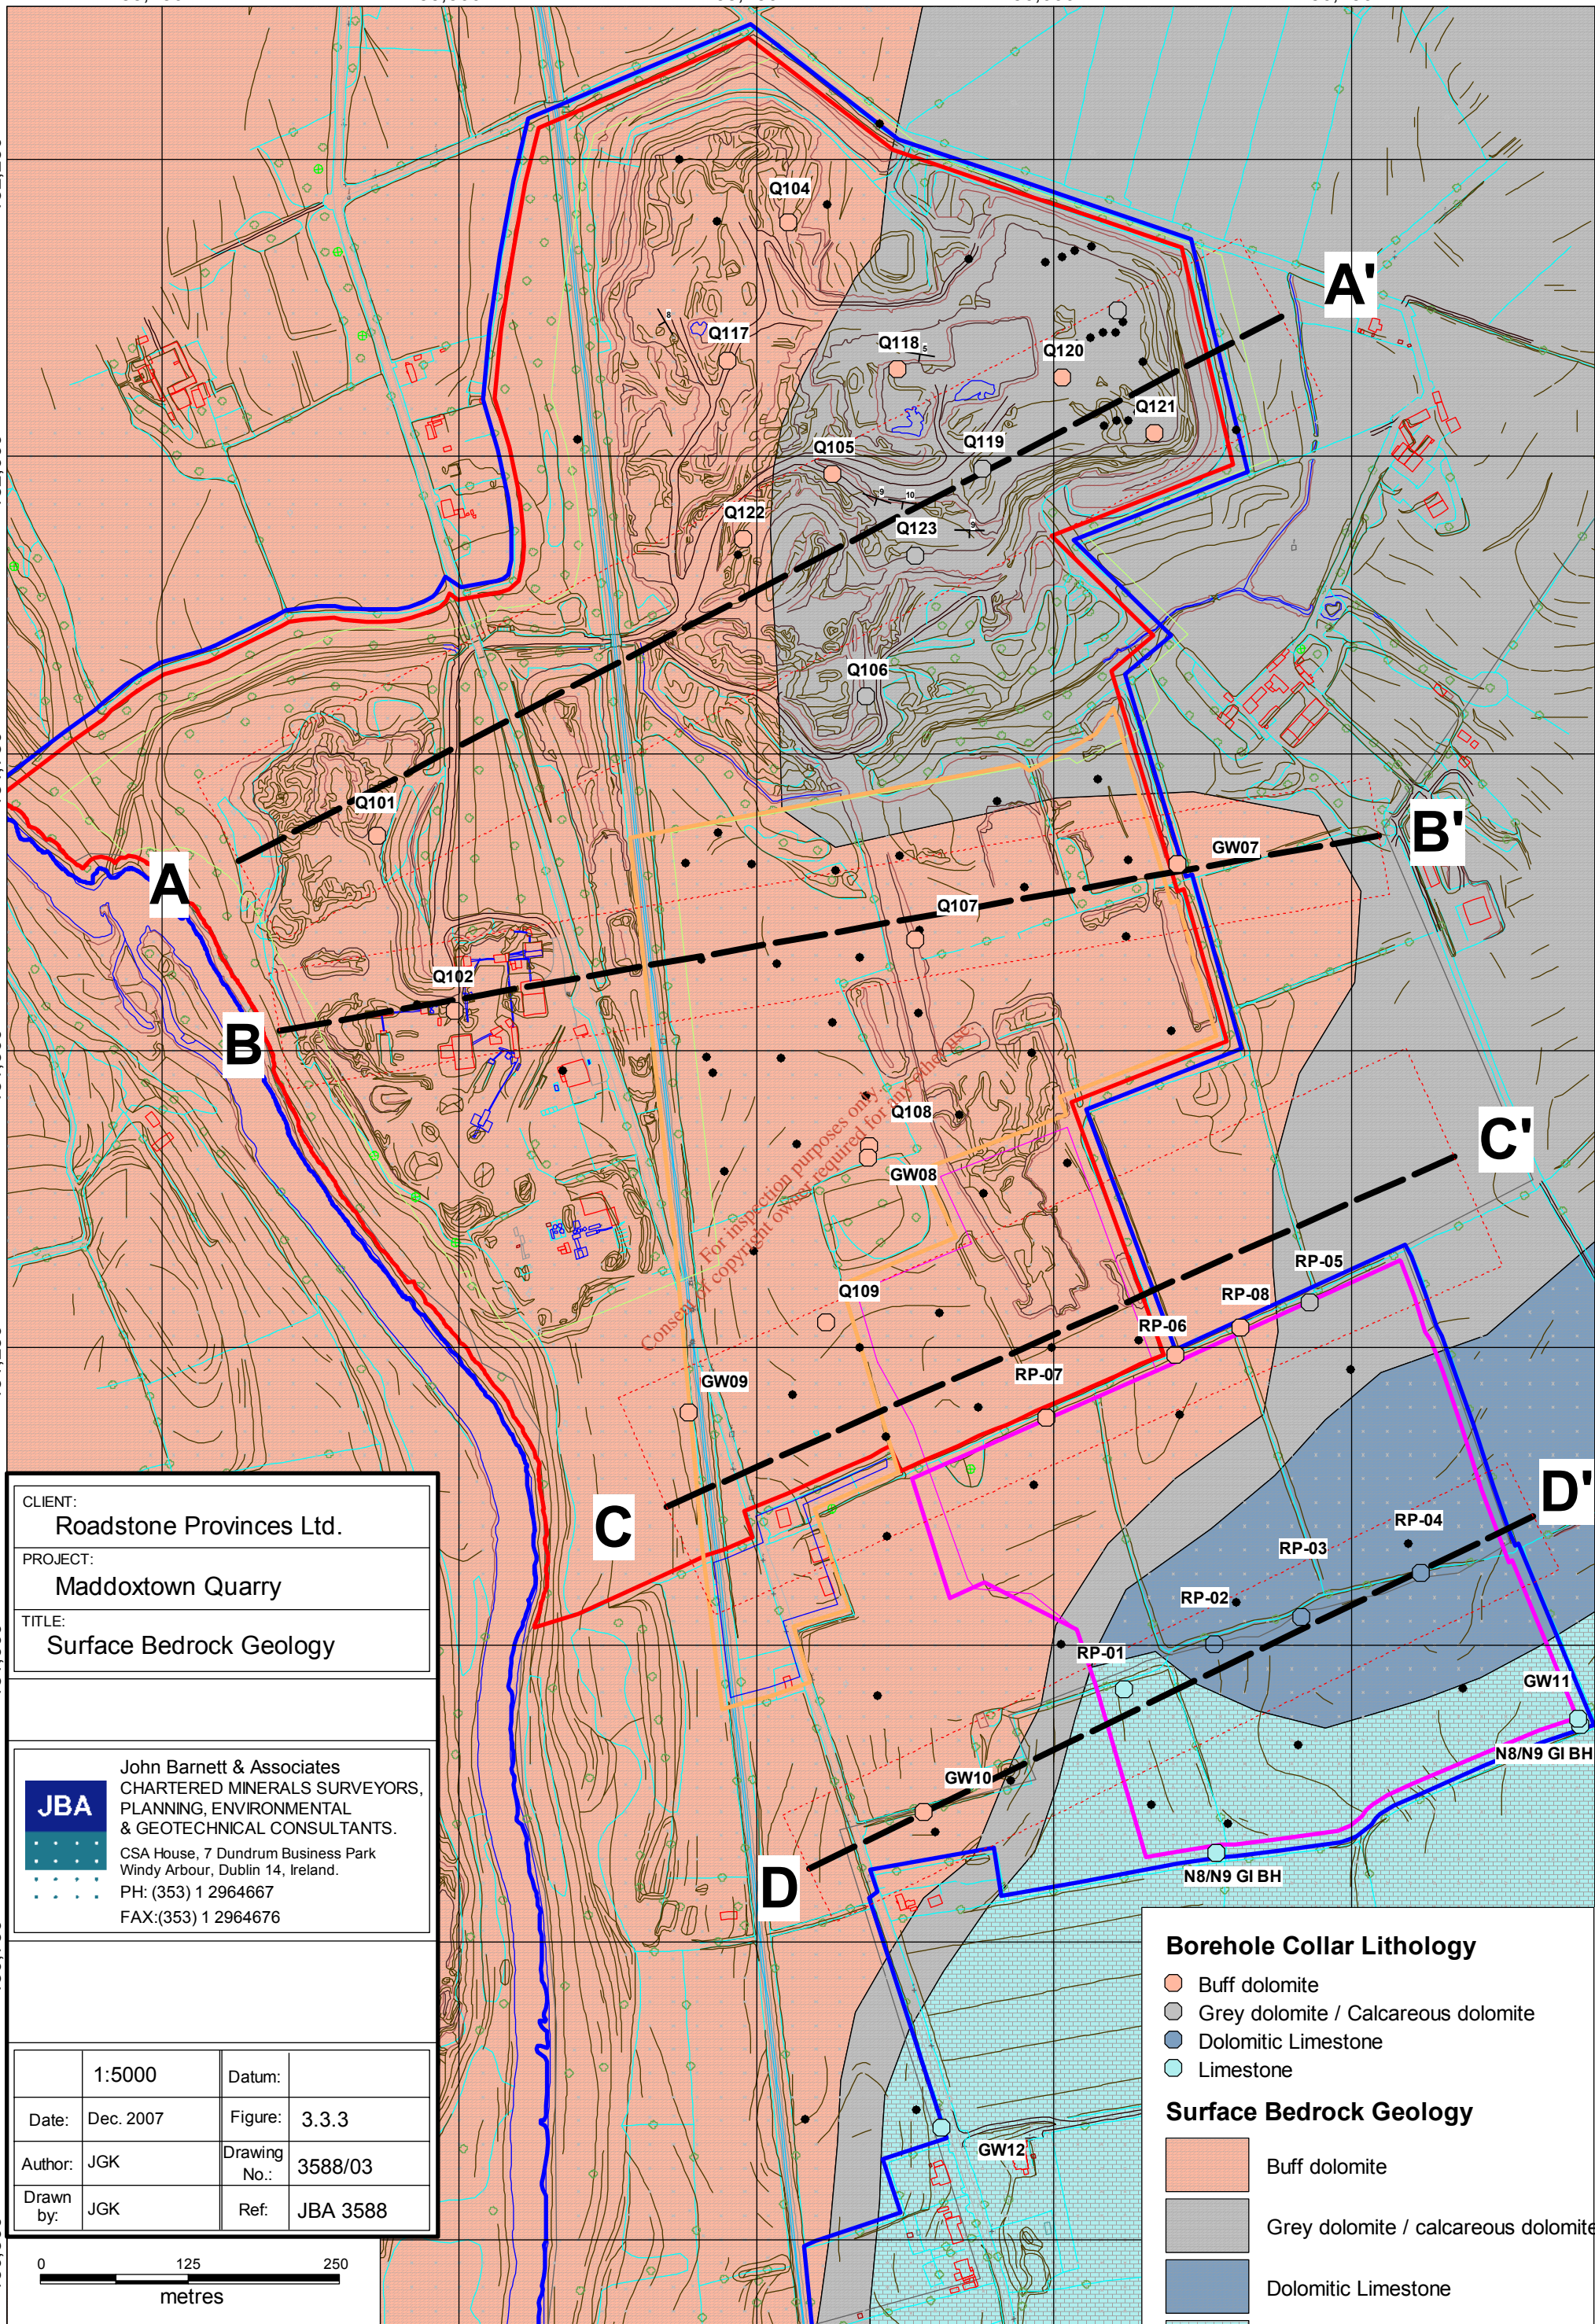 Q104
A'
Q117
Q118
5
8
Q120
Q121
Q105
Q119
9
10
Q122
Q123
9
Q106
Q101
GW07
B'
A
Q107
Q102
B
Q108
C'
GW08
For inspection purposes only.
Consent of copyright owner required for any other use.
RP-05
Q109
RP-08
RP-06
RP-07
GW09
D'
RP-04
C
RP-03
RP-02
RP-01
GW11
N8/N9 GI BH
GW10
D
N8/N9 GI BH
GW12
CLIENT:
Roadstone Provinces Ltd.
PROJECT:
Maddoxtown Quarry
TITLE:
Surface Bedrock Geology
JBA
John Barnett & Associates
CHARTERED MINERALS SURVEYORS,
PLANNING, ENVIRONMENTAL
& GEOTECHNICAL CONSULTANTS.
CSA House, 7 Dundrum Business Park
Windy Arbour, Dublin 14, Ireland.
PH: (353) 1 2964667
FAX:(353) 1 2964676
1:5000 Datum:
Date: Dec. 2007 Figure: 3.3.3
Author: JGK Drawing No.: 3588/03
Drawn by: JGK Ref: JBA 3588
0 125 250
metres
Borehole Collar Lithology
Buff dolomite
Grey dolomite / Calcareous dolomite
Dolomitic Limestone
Limestone
Surface Bedrock Geology
Buff dolomite
Grey dolomite / calcareous dolomite
Dolomitic Limestone